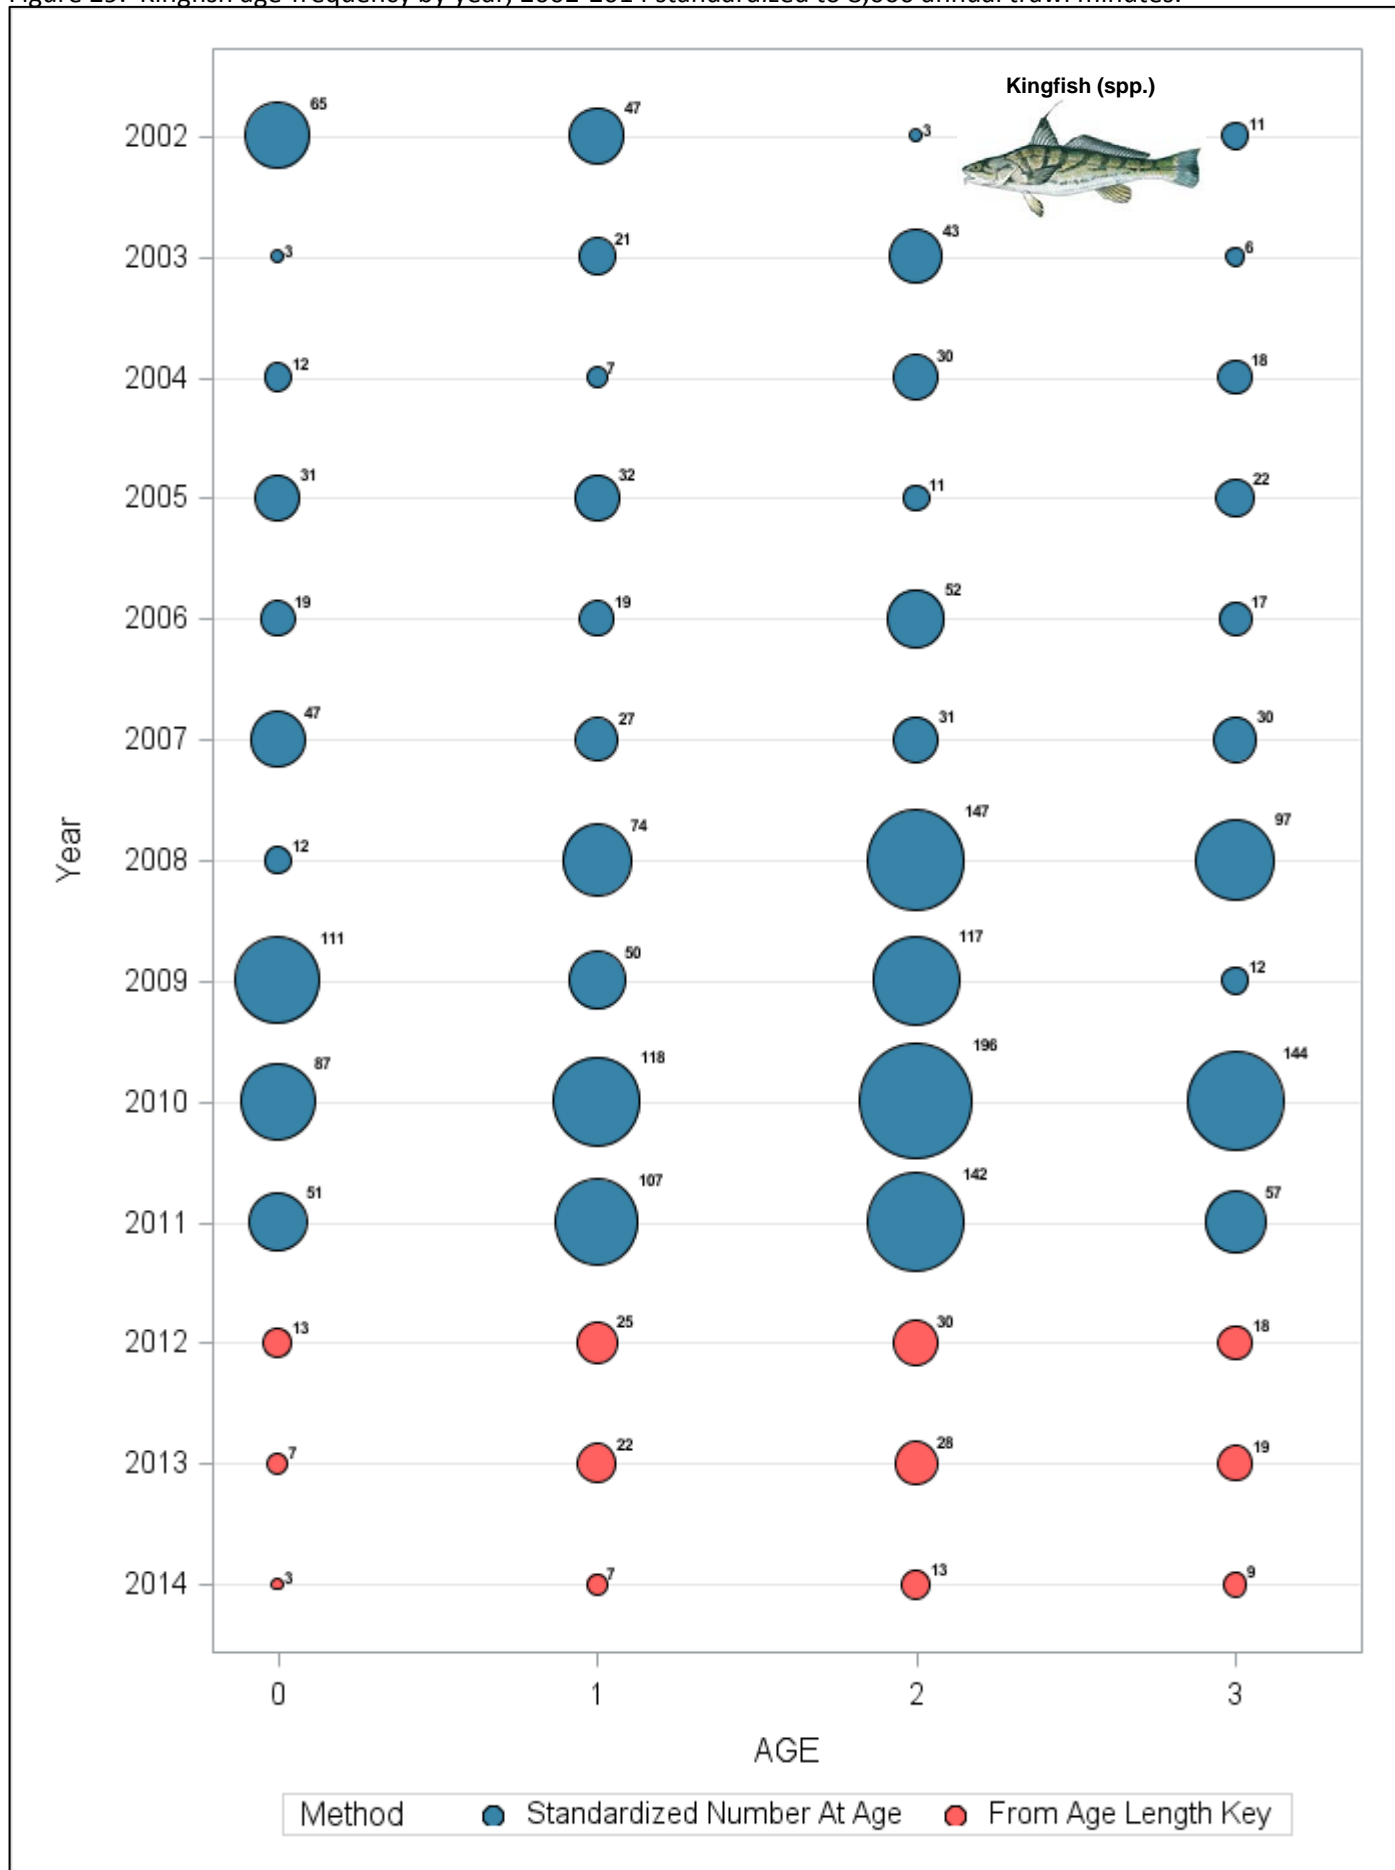 Kingfish (spp.)
65 47 3 11
2002
3 21 43 6
2003
12 7 30 18
2004
31 32 11 22
2005
19 19 52 17
2006
47 27 31 30
2007
12 74 147 97
2008
111 50 117 12
2009
87 118 196 144
2010
51 107 142 57
2011
13 25 30 18
2012
7 22 28 19
2013
3 7 13 9
2014
Year
0 1 2 3
AGE
Method Standardized Number At Age From Age Length Key